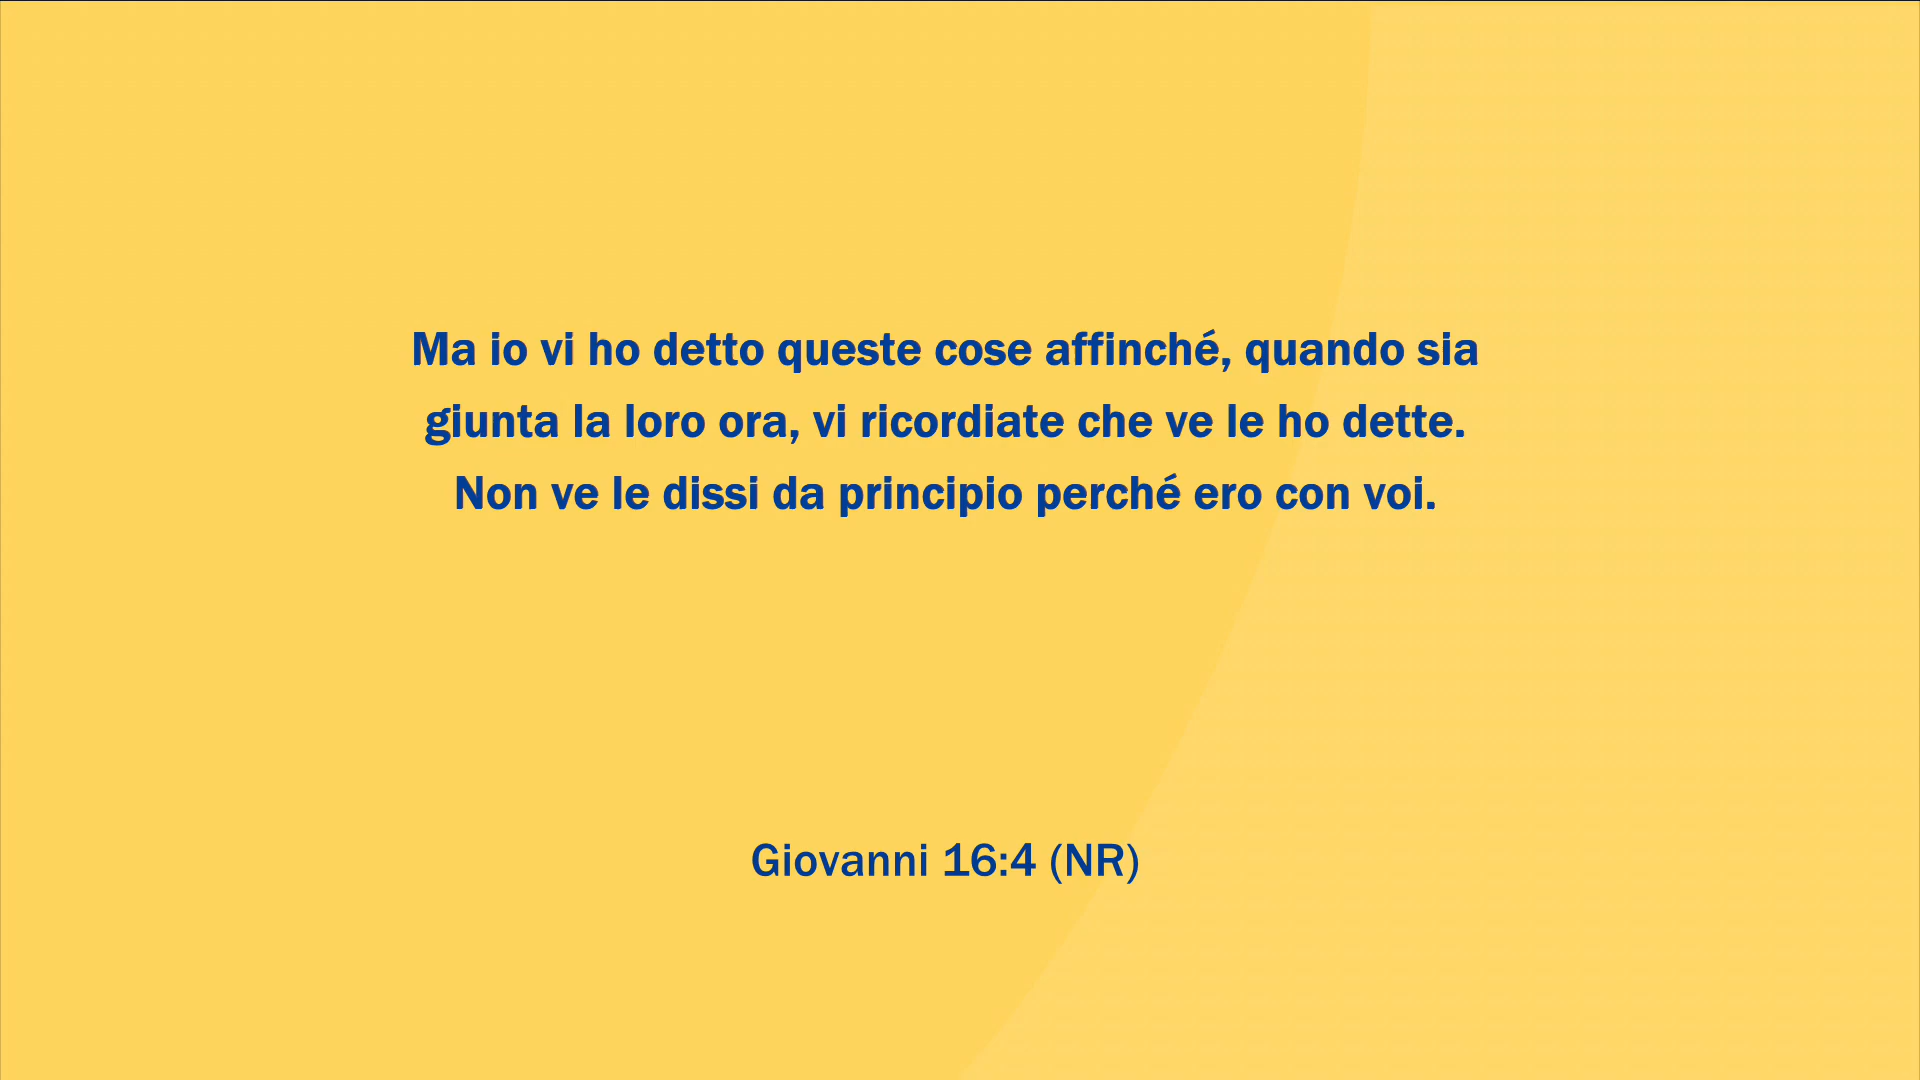 Ma io vi ho detto queste cose affinché, quando sia
giunta la loro ora, vi ricordiate che ve le ho dette.
Non ve le dissi da principio perché ero con voi.
Giovanni 16:4 (NR)